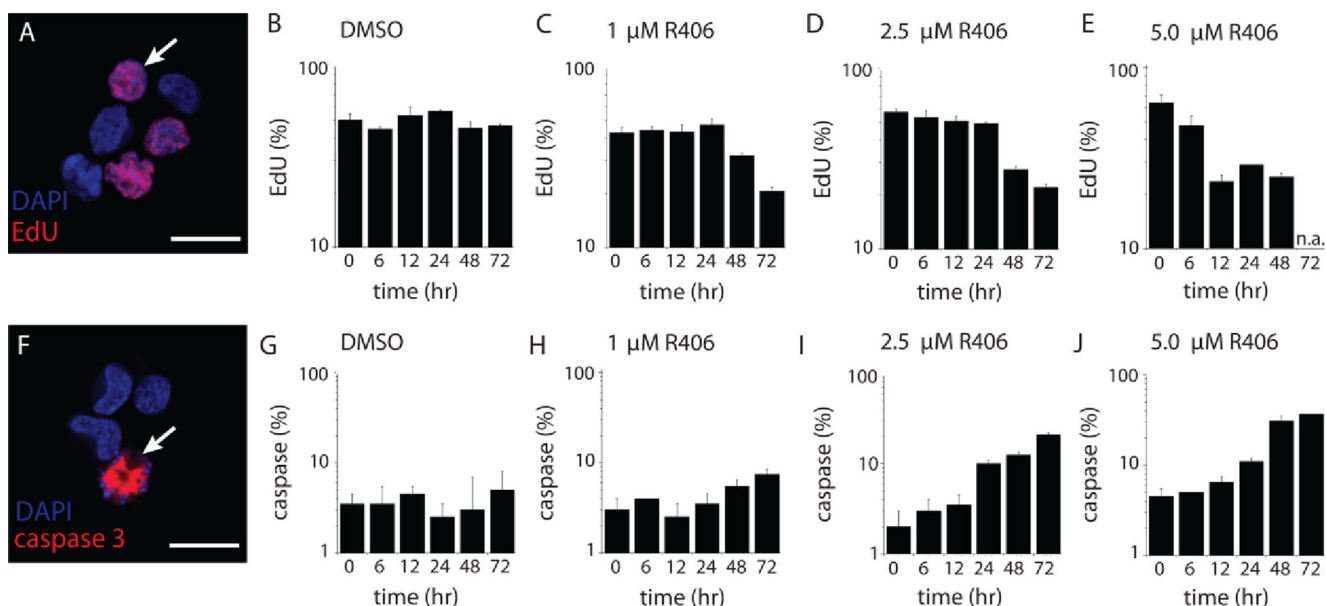 A
DAPI
EdU
B
DMSO
100
10
EdU (%)
0 6 12 24 48 72
time (hr)
C
1 µM R406
100
10
EdU (%)
0 6 12 24 48 72
time (hr)
D
2.5 µM R406
100
10
EdU (%)
0 6 12 24 48 72
time (hr)
E
5.0 µM R406
100
10
EdU (%)
n.a.
0 6 12 24 48 72
time (hr)
F
DAPI
caspase 3
G
DMSO
100
10
1
caspase (%)
0 6 12 24 48 72
time (hr)
H
1 µM R406
100
10
1
caspase (%)
0 6 12 24 48 72
time (hr)
I
2.5 µM R406
100
10
1
caspase (%)
0 6 12 24 48 72
time (hr)
J
5.0 µM R406
100
10
1
caspase (%)
0 6 12 24 48 72
time (hr)